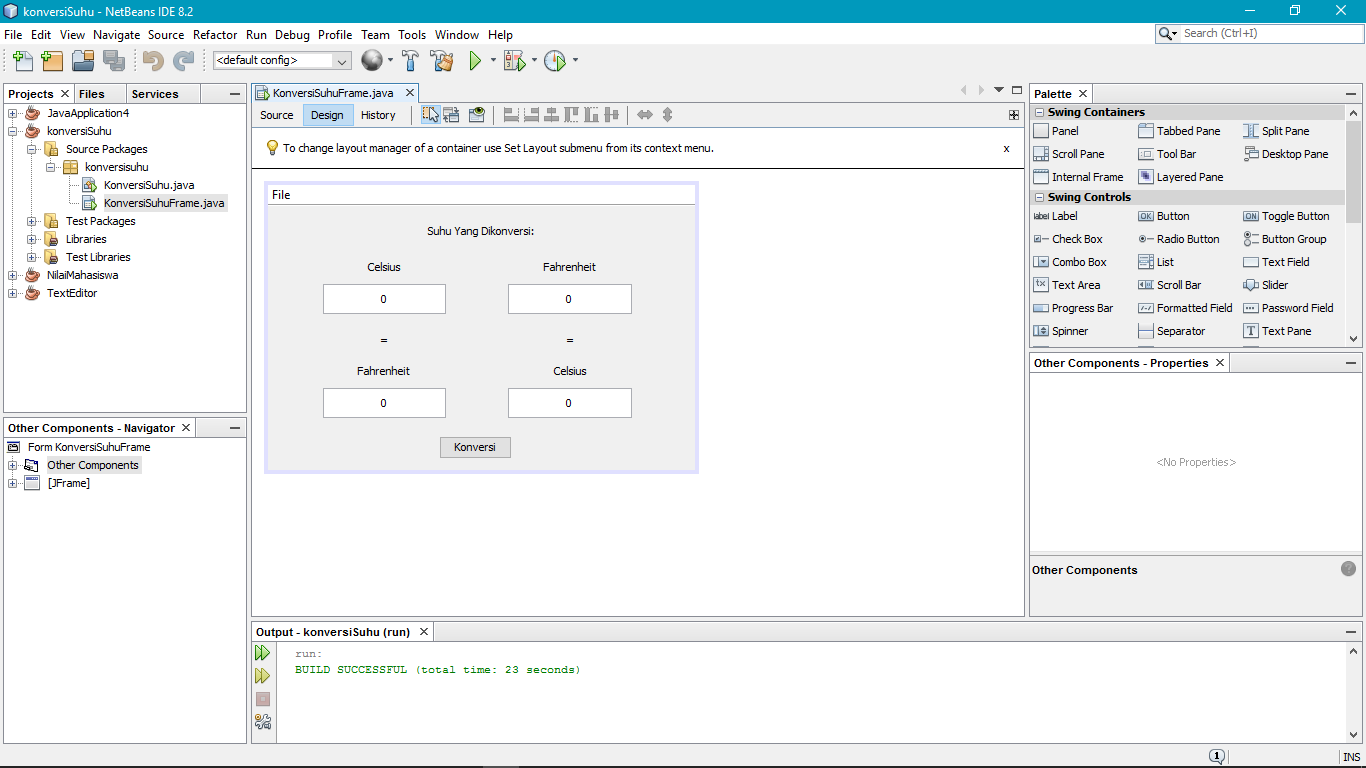 konversiSuhu - NetBeans IDE 8.2
File Edit View Navigate Source Refactor Run Debug Profile Team Tools Window Help
Search (Ctrl+I)
<default config>
Projects Files Services
JavaApplication4
konversiSuhu
Source Packages
konversisuhu
KonversiSuhu.java
KonversiSuhuFrame.java
Test Packages
Libraries
Test Libraries
NilaiMahasiswa
TextEditor
Other Components - Navigator
Form KonversiSuhuFrame
Other Components
[JFrame]
KonversiSuhuFrame.java
Source Design History
To change layout manager of a container use Set Layout submenu from its context menu. x
File
Suhu Yang Dikonversi:
Celsius Fahrenheit
0 0
= =
Fahrenheit Celsius
0 0
Konversi
Palette
Swing Containers
Panel Tabbed Pane Split Pane
Scroll Pane Tool Bar Desktop Pane
Internal Frame Layered Pane
Swing Controls
label Label OK Button ON Toggle Button
Check Box Radio Button Button Group
Combo Box List Text Field
Text Area Scroll Bar Slider
Progress Bar Formatted Field Password Field
Spinner Separator T Text Pane
Other Components - Properties
<No Properties>
Other Components
Output - konversiSuhu (run)
run:
BUILD SUCCESSFUL (total time: 23 seconds)
1 INS